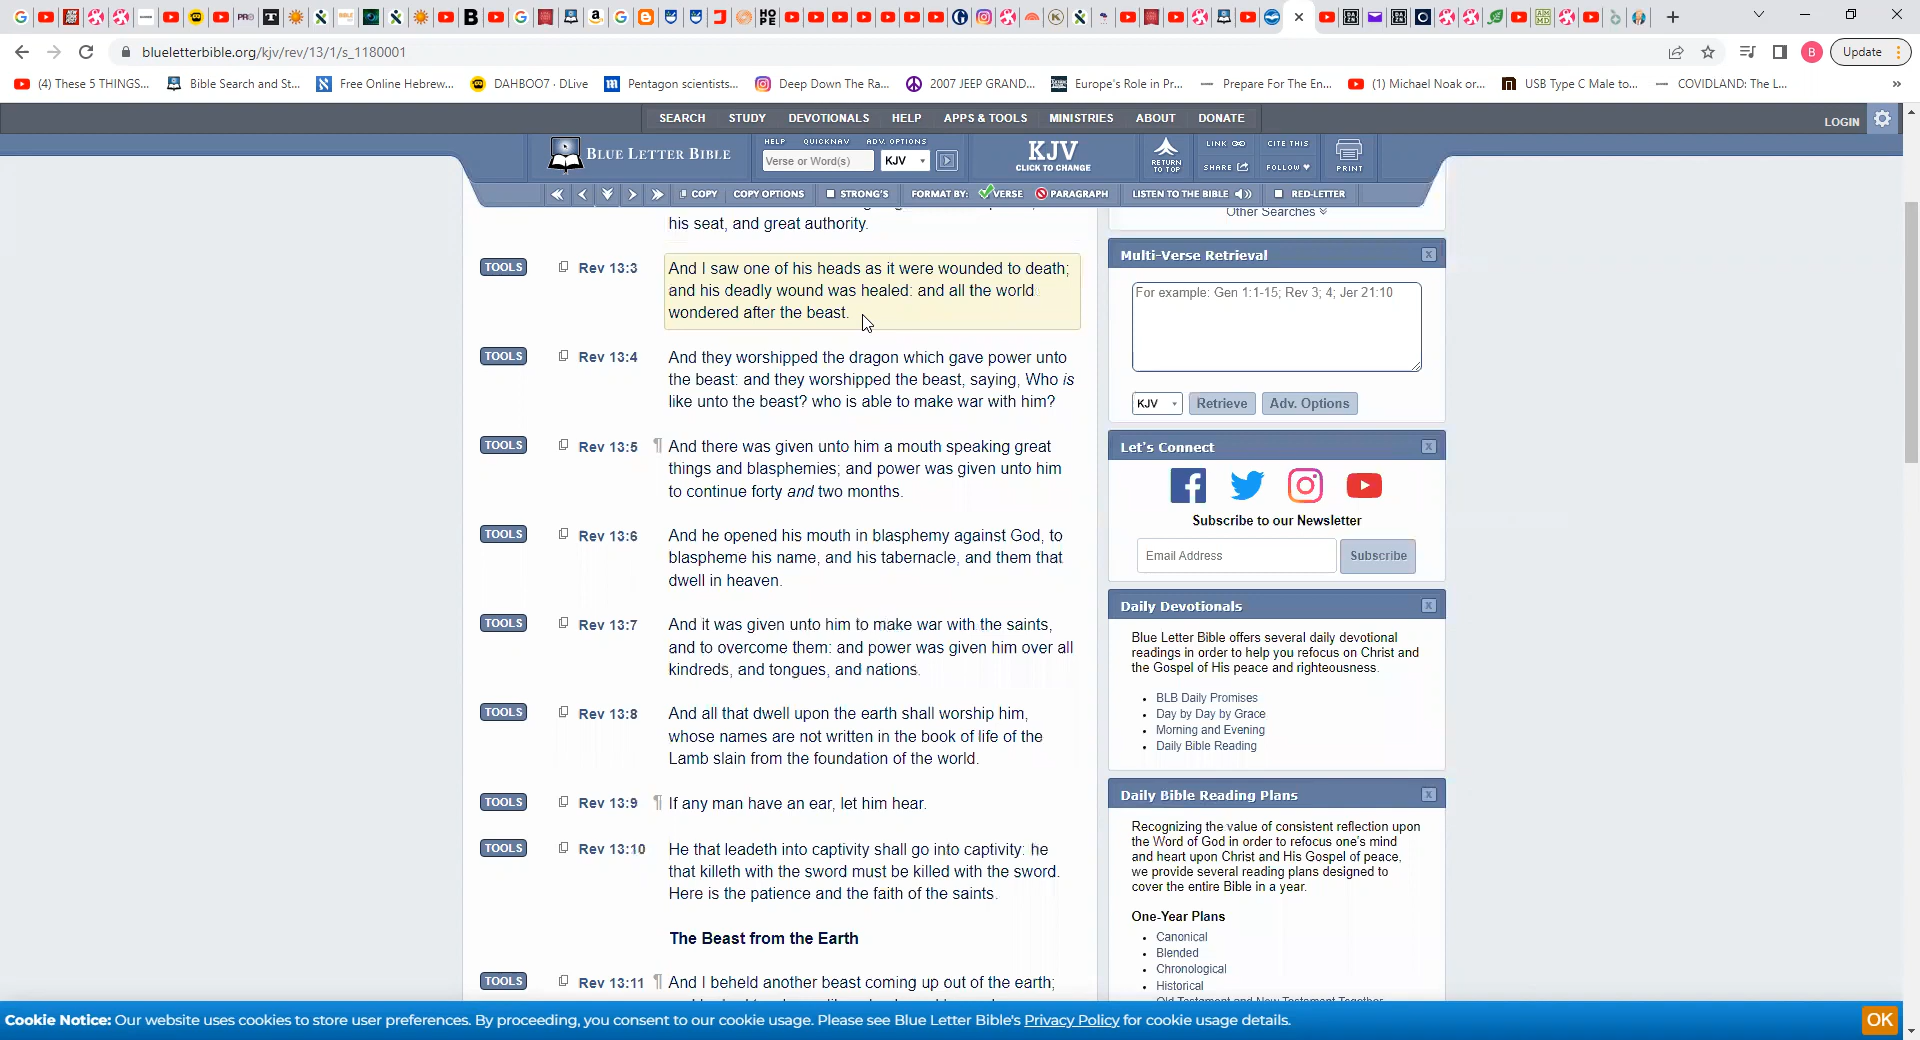 blueletterbible.org/kjv/rev/13/1/s_1180001
B
Update
(4) These 5 THINGS...
Bible Search and St...
Free Online Hebrew...
DAHBOO7 · DLive
Pentagon scientists...
Deep Down The Ra...
2007 JEEP GRAND...
Europe's Role in Pr...
Prepare For The En...
(1) Michael Noak or...
USB Type C Male to...
COVIDLAND: The L...
SEARCH STUDY DEVOTIONALS HELP APPS & TOOLS MINISTRIES ABOUT DONATE
LOGIN
BLUE LETTER BIBLE
HELP QUICKNAV ADV. OPTIONS
Verse or Word(s)
KJV
KJV
CLICK TO CHANGE
RETURN
TO TOP
LINK
SHARE
CITE THIS
FOLLOW
PRINT
COPY COPY OPTIONS STRONG'S FORMAT BY: VERSE PARAGRAPH LISTEN TO THE BIBLE RED-LETTER
his seat, and great authority.
TOOLS Rev 13:3 And I saw one of his heads as it were wounded to death;
and his deadly wound was healed: and all the world
wondered after the beast.
TOOLS Rev 13:4 And they worshipped the dragon which gave power unto
the beast: and they worshipped the beast, saying, Who is
like unto the beast? who is able to make war with him?
TOOLS Rev 13:5 ¶ And there was given unto him a mouth speaking great
things and blasphemies; and power was given unto him
to continue forty and two months.
TOOLS Rev 13:6 And he opened his mouth in blasphemy against God, to
blaspheme his name, and his tabernacle, and them that
dwell in heaven.
TOOLS Rev 13:7 And it was given unto him to make war with the saints,
and to overcome them: and power was given him over all
kindreds, and tongues, and nations.
TOOLS Rev 13:8 And all that dwell upon the earth shall worship him,
whose names are not written in the book of life of the
Lamb slain from the foundation of the world.
TOOLS Rev 13:9 ¶ If any man have an ear, let him hear.
TOOLS Rev 13:10 He that leadeth into captivity shall go into captivity: he
that killeth with the sword must be killed with the sword.
Here is the patience and the faith of the saints.
The Beast from the Earth
TOOLS Rev 13:11 ¶ And I beheld another beast coming up out of the earth;
Other Searches
Multi-Verse Retrieval
For example: Gen 1:1-15; Rev 3; 4; Jer 21:10
KJV Retrieve Adv. Options
Let's Connect
Subscribe to our Newsletter
Email Address Subscribe
Daily Devotionals
Blue Letter Bible offers several daily devotional
readings in order to help you refocus on Christ and
the Gospel of His peace and righteousness.
BLB Daily Promises
Day by Day by Grace
Morning and Evening
Daily Bible Reading
Daily Bible Reading Plans
Recognizing the value of consistent reflection upon
the Word of God in order to refocus one's mind
and heart upon Christ and His Gospel of peace,
we provide several reading plans designed to
cover the entire Bible in a year.
One-Year Plans
Canonical
Blended
Chronological
Historical
Old Testament and New Testament Together
Cookie Notice: Our website uses cookies to store user preferences. By proceeding, you consent to our cookie usage. Please see Blue Letter Bible's Privacy Policy for cookie usage details.
OK